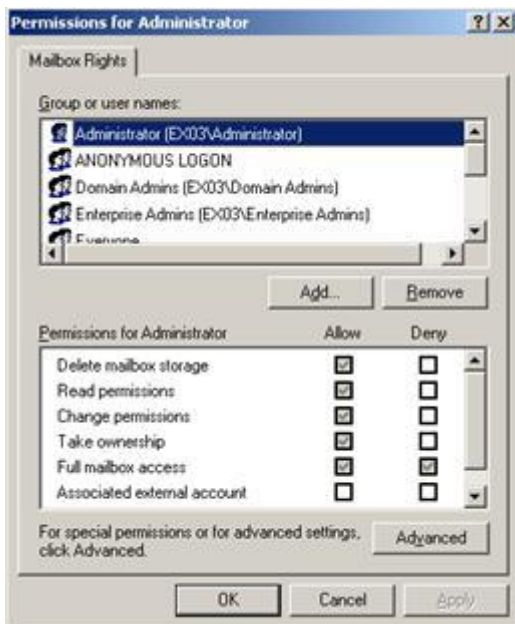 Permissions for Administrator
Mailbox Rights
Group or user names:
Administrator (EX03\Administrator)
ANONYMOUS LOGON
Domain Admins (EX03\Domain Admins)
Enterprise Admins (EX03\Enterprise Admins)
Everyone
Add... Remove
Permissions for Administrator Allow Deny
Delete mailbox storage
Read permissions
Change permissions
Take ownership
Full mailbox access
Associated external account
For special permissions or for advanced settings, click Advanced.
Advanced
OK Cancel Apply